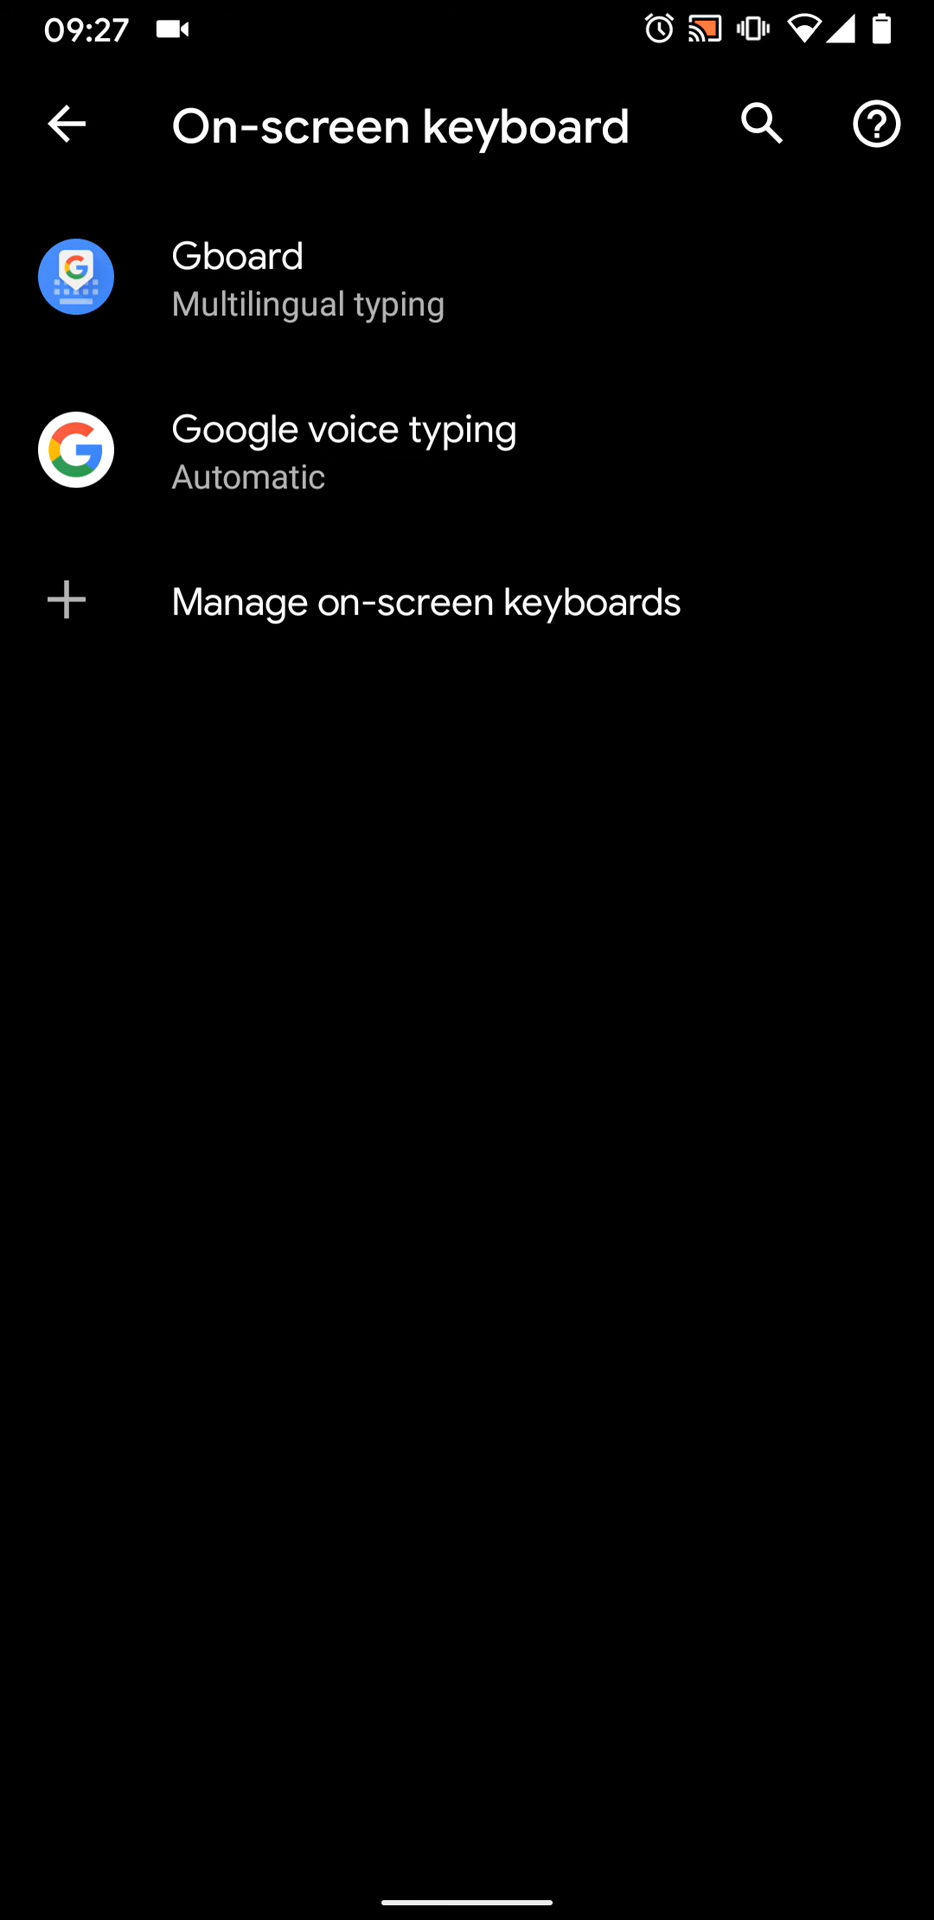 09:27
On-screen keyboard
Gboard
Multilingual typing
Google voice typing
Automatic
Manage on-screen keyboards